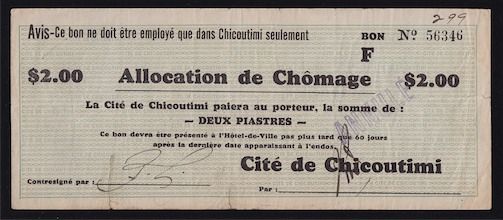 299
Avis-Ce bon ne doit être employé que dans Chicoutimi seulement
BON No 56346
F
$2.00 Allocation de Chômage $2.00
La Cité de Chicoutimi paiera au porteur, la somme de :
— DEUX PIASTRES —
Ce bon devra être présenté à l'Hôtel-de-Ville pas plus tard que 60 jours
après la dernière date apparaissant à l'endos.
ANNULÉ
Cité de Chicoutimi
Contresigné par :
Par :